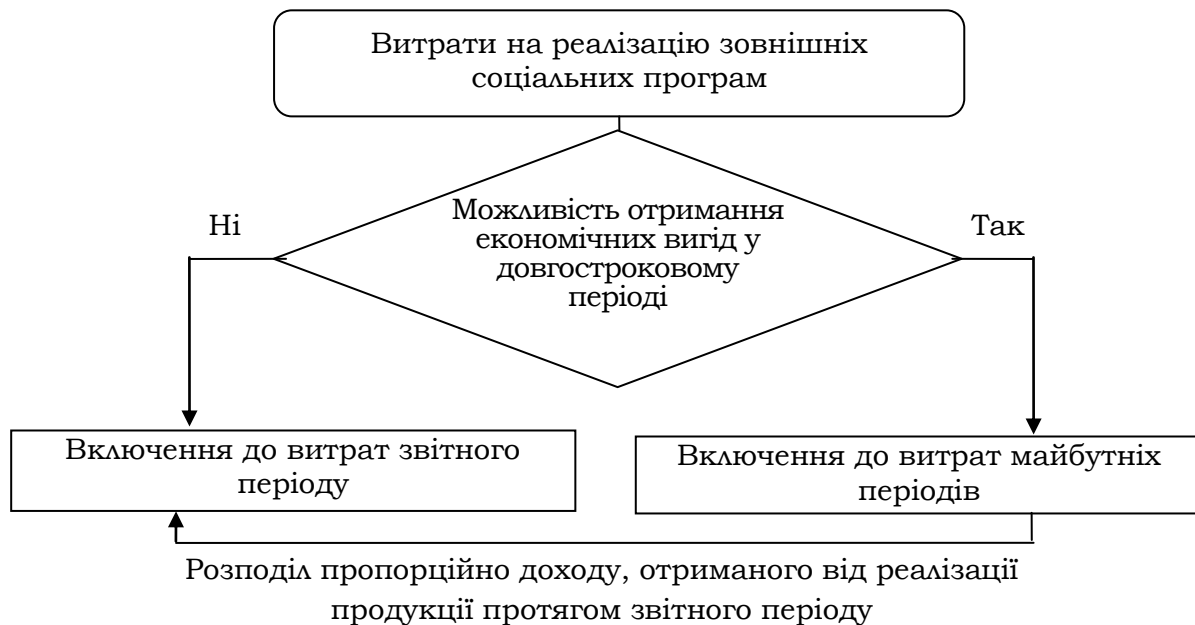 Витрати на реалізацію зовнішніх
соціальних програм
Можливість отримання
економічних вигід у
довгостроковому
періоді
Ні
Так
Включення до витрат звітного
періоду
Включення до витрат майбутніх
періодів
Розподіл пропорційно доходу, отриманого від реалізації
продукції протягом звітного періоду